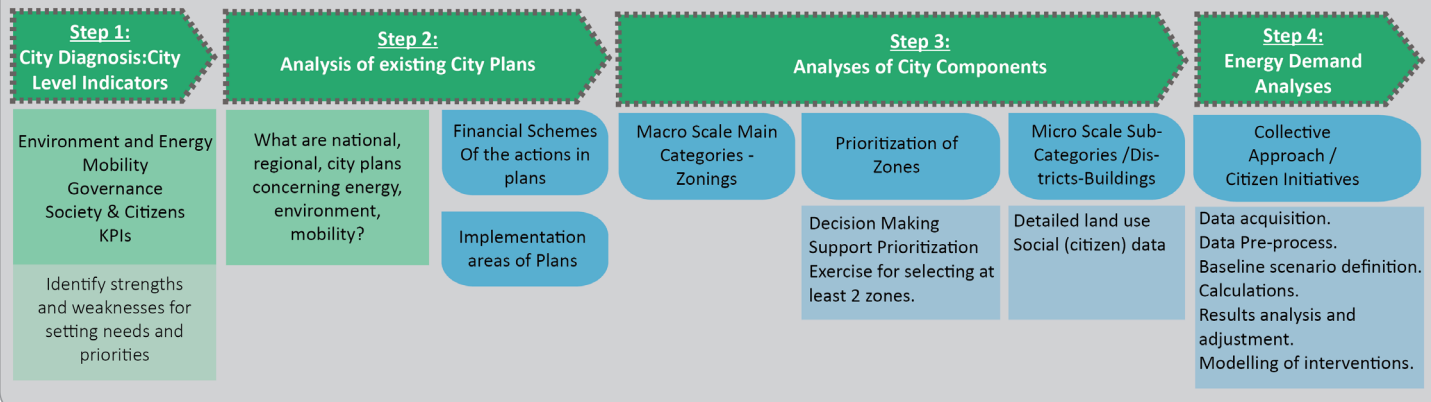 Step 1:
City Diagnosis:City
Level Indicators
Environment and Energy
Mobility
Governance
Society & Citizens
KPIs
Identify strengths
and weaknesses for
setting needs and
priorities
Step 2:
Analysis of existing City Plans
What are national,
regional, city plans
concerning energy,
environment,
mobility?
Financial Schemes
Of the actions in
plans
Implementation
areas of Plans
Step 3:
Analyses of City Components
Macro Scale Main
Categories -
Zonings
Prioritization of
Zones
Decision Making
Support Prioritization
Exercise for selecting at
least 2 zones.
Micro Scale Sub-
Categories /Dis-
tricts-Buildings
Detailed land use
Social (citizen) data
Step 4:
Energy Demand
Analyses
Collective
Approach /
Citizen Initiatives
Data acquisition.
Data Pre-process.
Baseline scenario definition.
Calculations.
Results analysis and
adjustment.
Modelling of interventions.